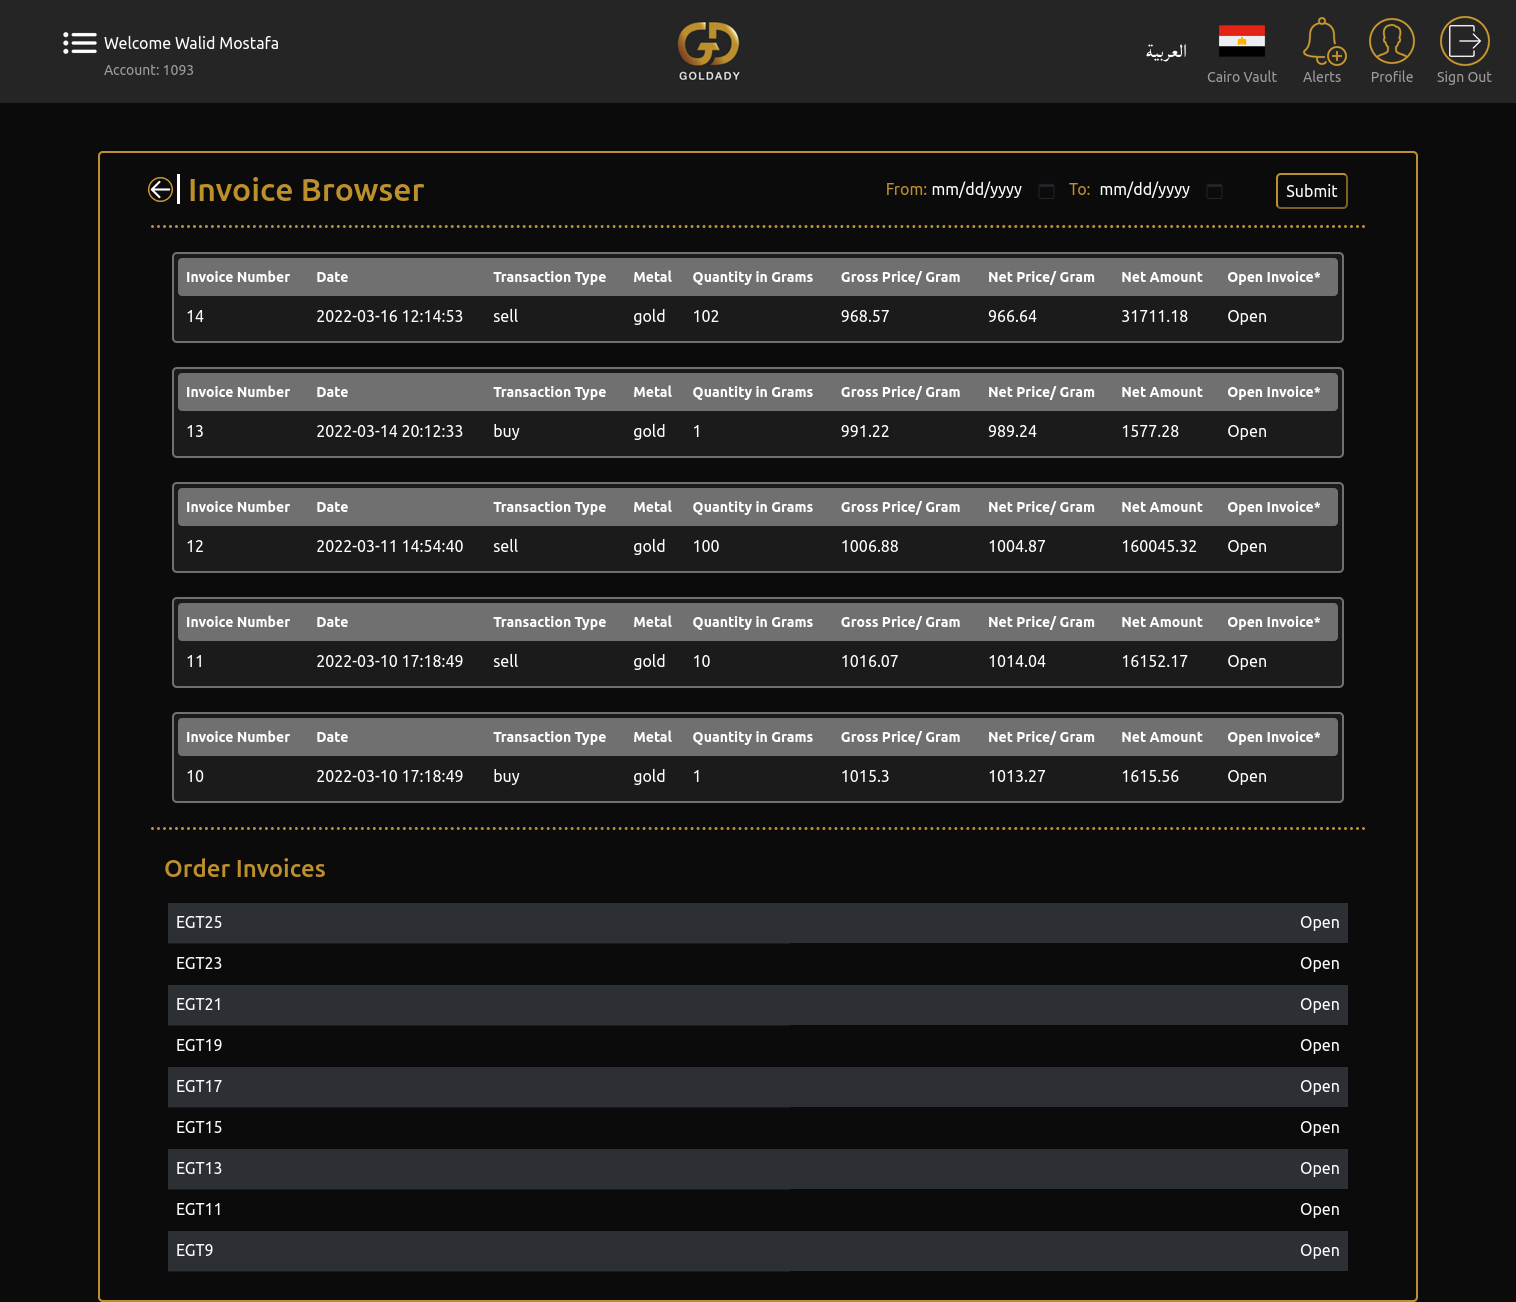 Welcome Walid Mostafa
Account: 1093
GOLDADY
العربية
Cairo Vault
Alerts
Profile
Sign Out
Invoice Browser
From: mm/dd/yyyy To: mm/dd/yyyy Submit
Invoice Number Date Transaction Type Metal Quantity in Grams Gross Price/ Gram Net Price/ Gram Net Amount Open Invoice*
14 2022-03-16 12:14:53 sell gold 102 968.57 966.64 31711.18 Open
Invoice Number Date Transaction Type Metal Quantity in Grams Gross Price/ Gram Net Price/ Gram Net Amount Open Invoice*
13 2022-03-14 20:12:33 buy gold 1 991.22 989.24 1577.28 Open
Invoice Number Date Transaction Type Metal Quantity in Grams Gross Price/ Gram Net Price/ Gram Net Amount Open Invoice*
12 2022-03-11 14:54:40 sell gold 100 1006.88 1004.87 160045.32 Open
Invoice Number Date Transaction Type Metal Quantity in Grams Gross Price/ Gram Net Price/ Gram Net Amount Open Invoice*
11 2022-03-10 17:18:49 sell gold 10 1016.07 1014.04 16152.17 Open
Invoice Number Date Transaction Type Metal Quantity in Grams Gross Price/ Gram Net Price/ Gram Net Amount Open Invoice*
10 2022-03-10 17:18:49 buy gold 1 1015.3 1013.27 1615.56 Open
Order Invoices
EGT25 Open
EGT23 Open
EGT21 Open
EGT19 Open
EGT17 Open
EGT15 Open
EGT13 Open
EGT11 Open
EGT9 Open